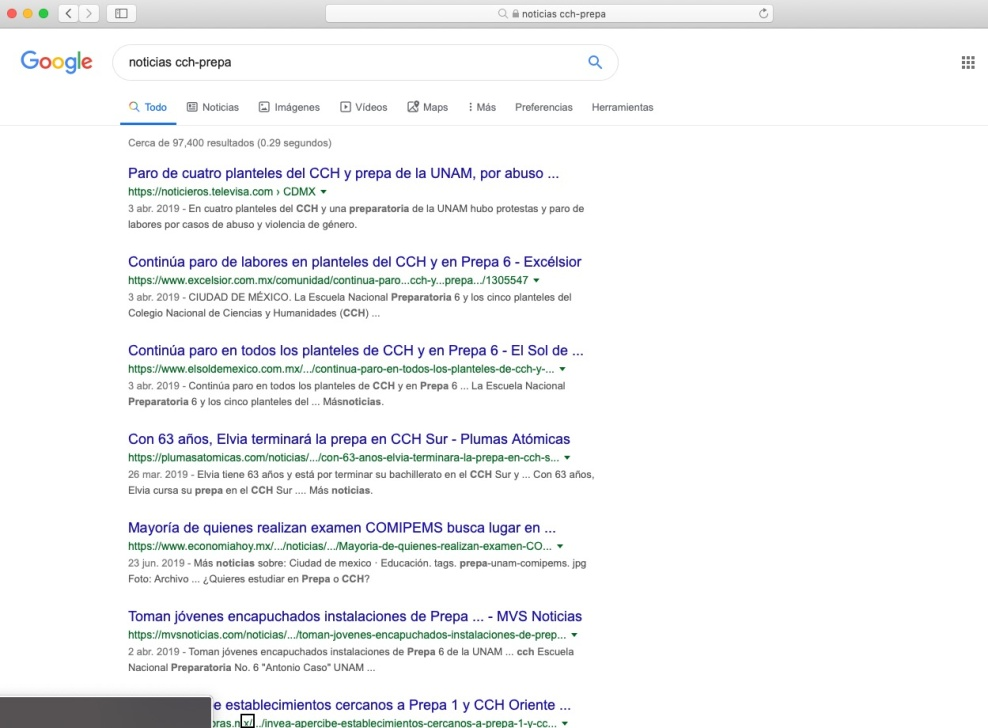 noticias cch-prepa
Google
noticias cch-prepa
Todo Noticias Imágenes Vídeos Maps Más Preferencias Herramientas
Cerca de 97,400 resultados (0.29 segundos)
Paro de cuatro planteles del CCH y prepa de la UNAM, por abuso ...
https://noticieros.televisa.com › CDMX
3 abr. 2019 - En cuatro planteles del CCH y una preparatoria de la UNAM hubo protestas y paro de
labores por casos de abuso y violencia de género.
Continúa paro de labores en planteles del CCH y en Prepa 6 - Excélsior
https://www.excelsior.com.mx/comunidad/continua-paro...cch-y...prepa.../1305547
3 abr. 2019 - CIUDAD DE MÉXICO. La Escuela Nacional Preparatoria 6 y los cinco planteles del
Colegio Nacional de Ciencias y Humanidades (CCH) ...
Continúa paro en todos los planteles de CCH y en Prepa 6 - El Sol de ...
https://www.elsoldemexico.com.mx/.../continua-paro-en-todos-los-planteles-de-cch-y-...
3 abr. 2019 - Continúa paro en todos los planteles de CCH y en Prepa 6 ... La Escuela Nacional
Preparatoria 6 y los cinco planteles del ... Másnoticias.
Con 63 años, Elvia terminará la prepa en CCH Sur - Plumas Atómicas
https://plumasatomicas.com/noticias/.../con-63-anos-elvia-terminara-la-prepa-en-cch-s...
26 mar. 2019 - Elvia tiene 63 años y está por terminar su bachillerato en el CCH Sur y ... Con 63 años,
Elvia cursa su prepa en el CCH Sur .... Más noticias.
Mayoría de quienes realizan examen COMIPEMS busca lugar en ...
https://www.economiahoy.mx/.../noticias/.../Mayoria-de-quienes-realizan-examen-CO...
23 jun. 2019 - Más noticias sobre: Ciudad de mexico · Educación. tags. prepa-unam-comipems. jpg
Foto: Archivo ... ¿Quieres estudiar en Prepa o CCH?
Toman jóvenes encapuchados instalaciones de Prepa ... - MVS Noticias
https://mvsnoticias.com/noticias/.../toman-jovenes-encapuchados-instalaciones-de-prep...
2 abr. 2019 - Toman jóvenes encapuchados instalaciones de Prepa 6 de la UNAM ... cch Escuela
Nacional Preparatoria No. 6 "Antonio Caso" UNAM ...
e establecimientos cercanos a Prepa 1 y CCH Oriente ...
oras.mx/.../invea-apercibe-establecimientos-cercanos-a-prepa-1-y-cc...